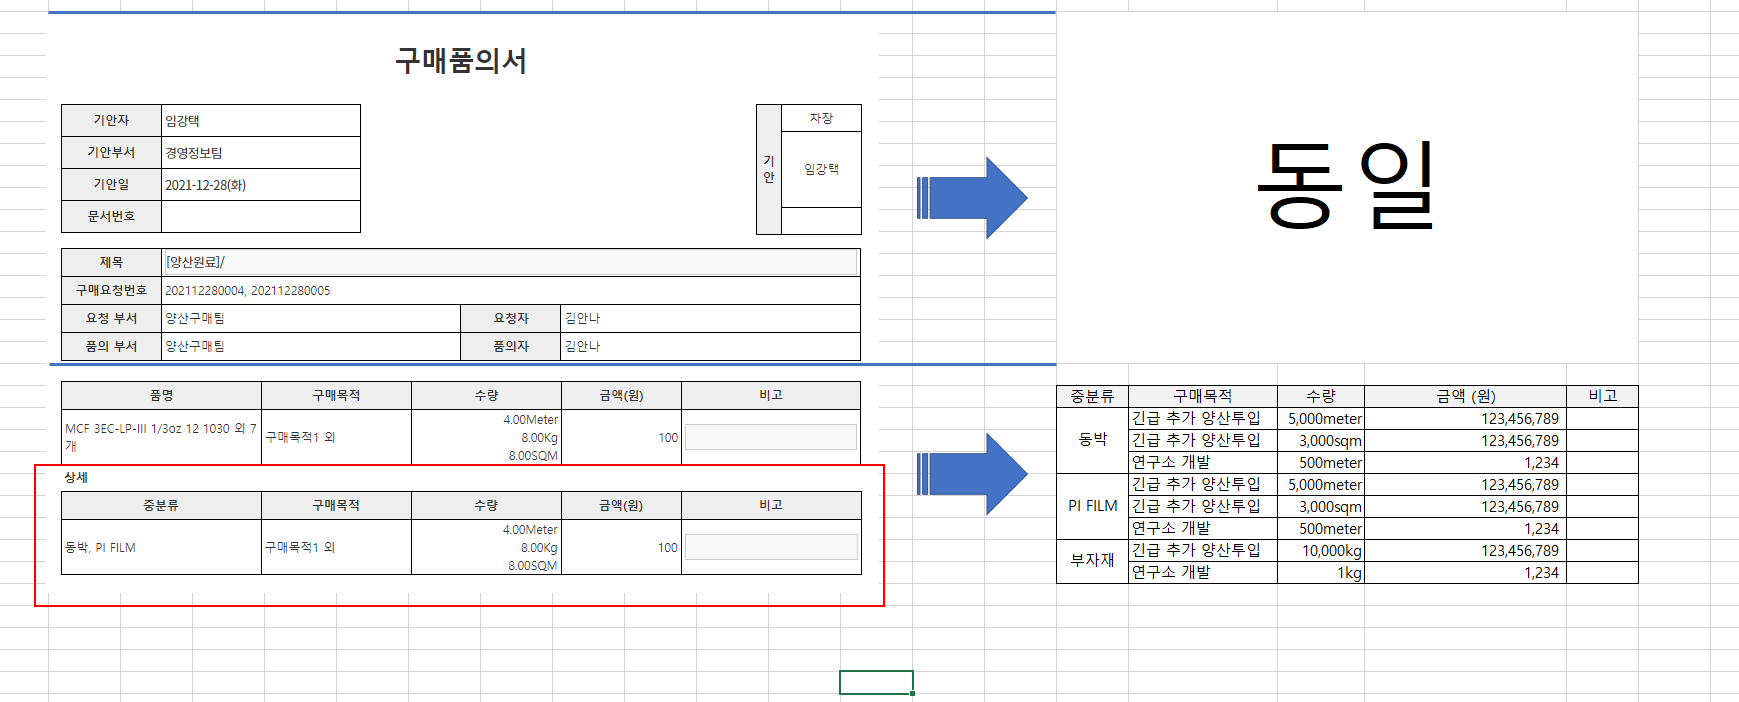 구매품의서
기안자 임강택
기안부서 경영정보팀
기안일 2021-12-28(화)
문서번호
기안 차장
임강택
제목 [양산원료]/
구매요청번호 202112280004, 202112280005
요청 부서 양산구매팀 요청자 김안나
품의 부서 양산구매팀 품의자 김안나
품명 구매목적 수량 금액(원) 비고
MCF 3EC-LP-III 1/3oz 12 1030 외 7
개
구매목적1 외
4.00Meter
8.00Kg
8.00SQM
100
상세
중분류 구매목적 수량 금액(원) 비고
동박, PI FILM 구매목적1 외
4.00Meter
8.00Kg
8.00SQM
100
동일
중분류 구매목적 수량 금액 (원) 비고
동박 긴급 추가 양산투입 5,000meter 123,456,789
긴급 추가 양산투입 3,000sqm 123,456,789
연구소 개발 500meter 1,234
PI FILM 긴급 추가 양산투입 5,000meter 123,456,789
긴급 추가 양산투입 3,000sqm 123,456,789
연구소 개발 500meter 1,234
부자재 긴급 추가 양산투입 10,000kg 123,456,789
연구소 개발 1kg 1,234